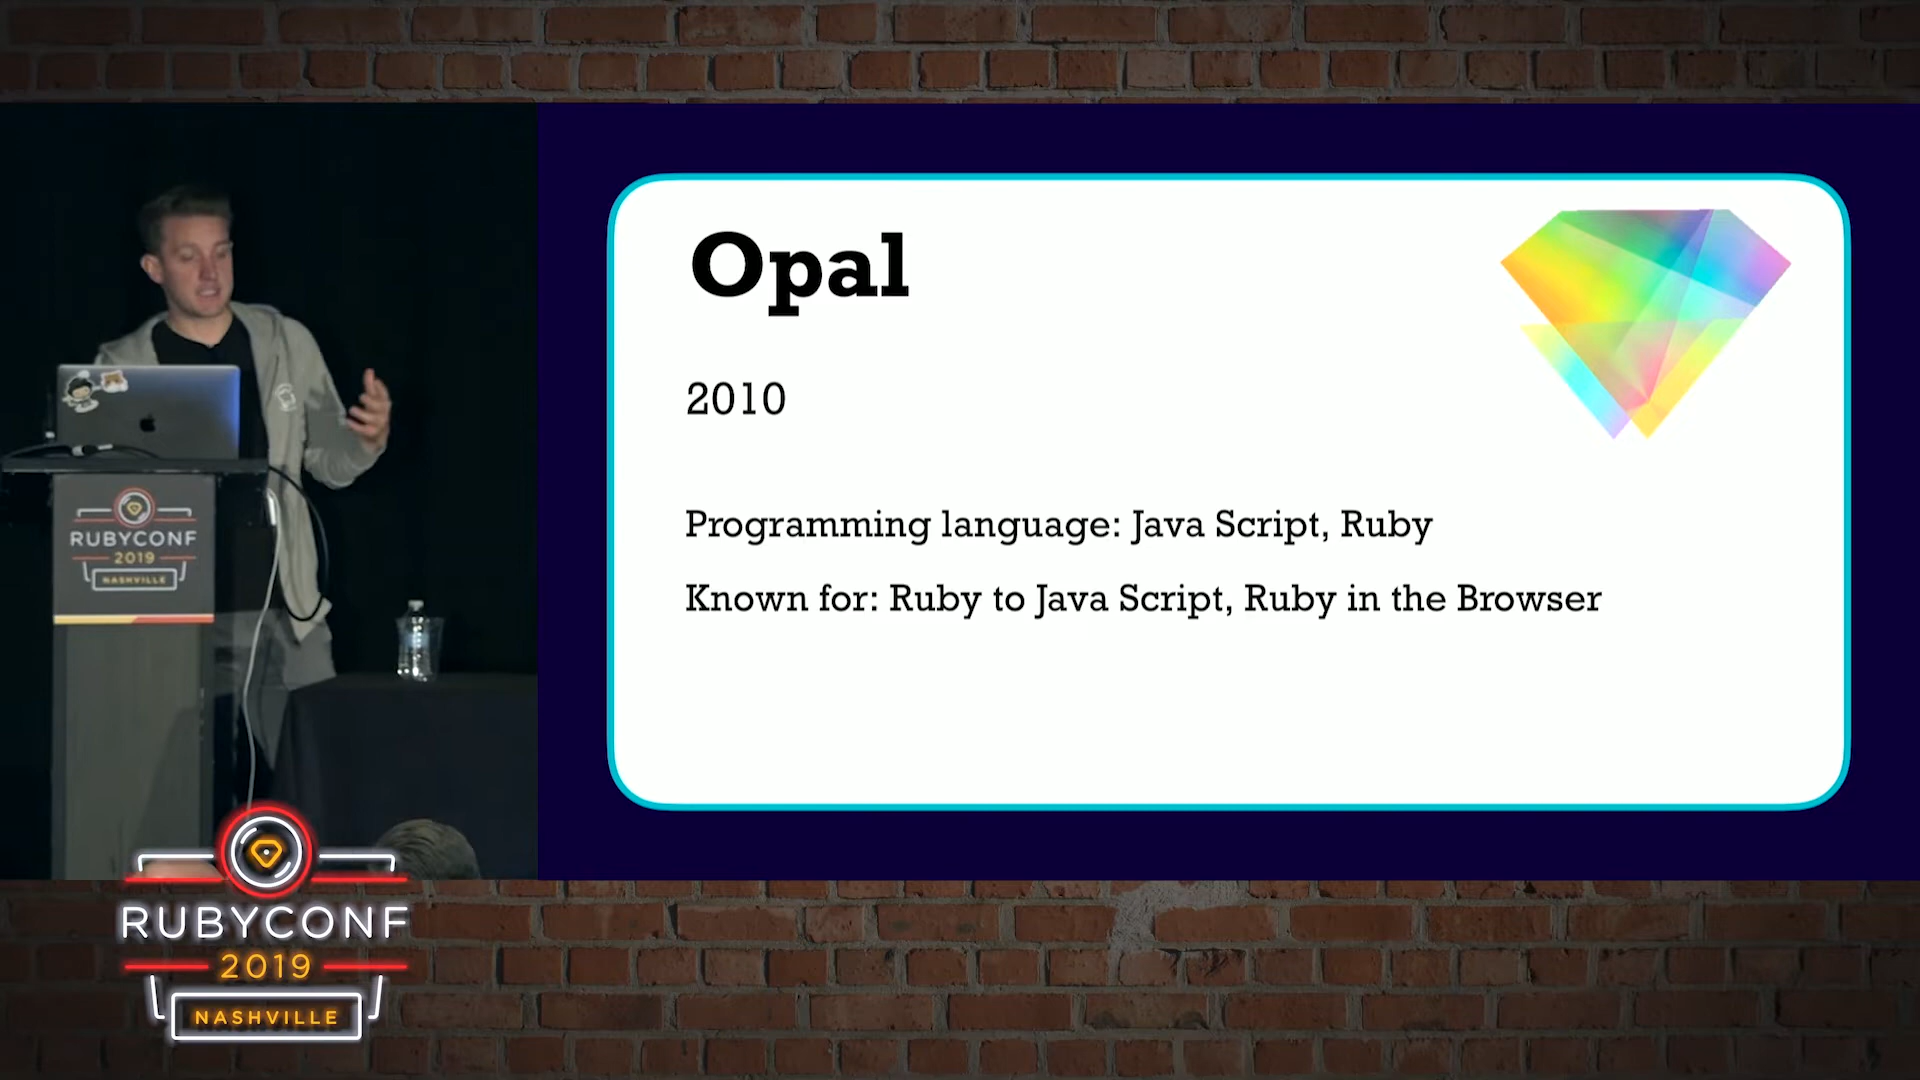 Opal
2010
Programming language: Java Script, Ruby
Known for: Ruby to Java Script, Ruby in the Browser
RUBYCONF
2019
NASHVILLE
RUBYCONF
2019
NASHVILLE